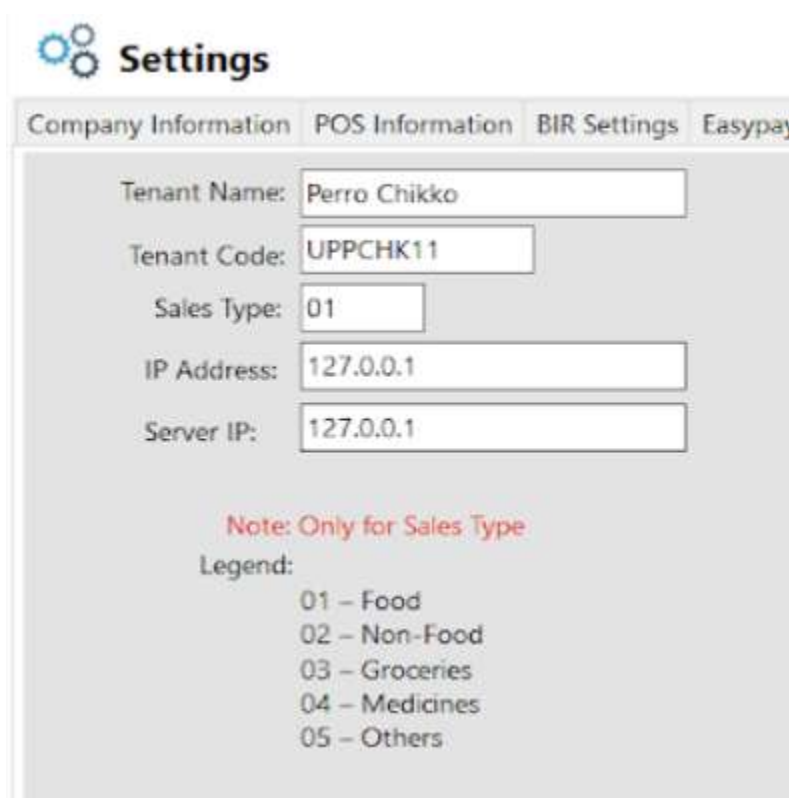 Settings
Company Information POS Information BIR Settings Easypay
Tenant Name: Perro Chikko
Tenant Code: UPPCHK11
Sales Type: 01
IP Address: 127.0.0.1
Server IP: 127.0.0.1
Note: Only for Sales Type
Legend:
01 – Food
02 – Non-Food
03 – Groceries
04 – Medicines
05 – Others